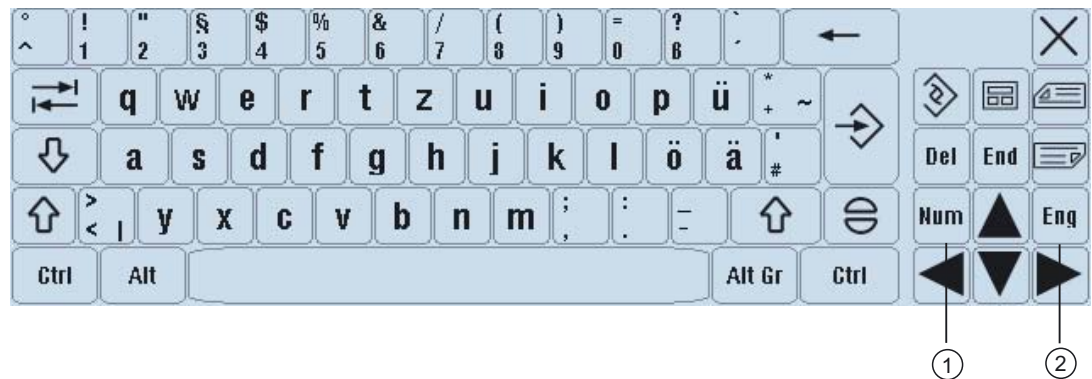 ° ! " § $ % & / ( ) = ? `
^ 1 2 3 4 5 6 7 8 9 0 ß ´
q w e r t z u i o p ü * + ~
a s d f g h j k l ö ä ' # Del End
> < | y x c v b n m ; , : . _ - Num Eng
Ctrl Alt Alt Gr Ctrl
1 2